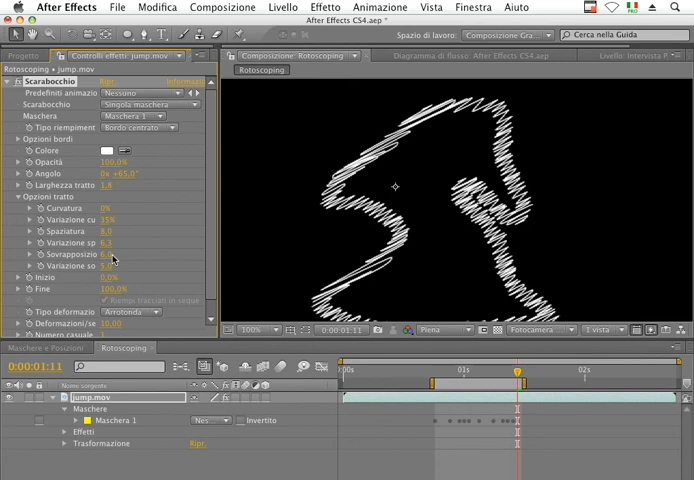 After Effects File Modifica Composizione Livello Effetto Animazione Vista Finestra Aiuto
After Effects CS4.aep *
Spazio di lavoro: Composizione Gra... Cerca nella Guida
Progetto Controlli effetti: jump.mov Composizione: Rotoscoping Diagramma di flusso: After Effects CS4.aep Livello: Intervista P
Rotoscoping • jump.mov
Rotoscoping
Scarabocchio Ripr. Informazio
Predefiniti animazio Nessuno
Scarabocchio Singola maschera
Maschera Maschera 1
Tipo riempiment Bordo centrato
Opzioni bordi
Colore
Opacità 100,0%
Angolo 0x +65,0°
Larghezza tratto 1,8
Opzioni tratto
Curvatura 0%
Variazione cu 35%
Spaziatura 8,0
Variazione sp 6,3
Sovrapposizio 6,0
Variazione so 5,0
Inizio 0,0%
Fine 100,0%
Riempi tracciati in seque
Tipo deformazio Arrotonda
Deformazioni/se 10,00
Numero casuale 1
100% 0:00:01:11 Piena Fotocamera ... 1 vista
Maschere e Posizioni Rotoscoping
0:00:01:11
:00s 01s 02s
Nome sorgente
jump.mov
Maschere
Maschera 1 Nes... Invertito
Effetti
Trasformazione Ripr.